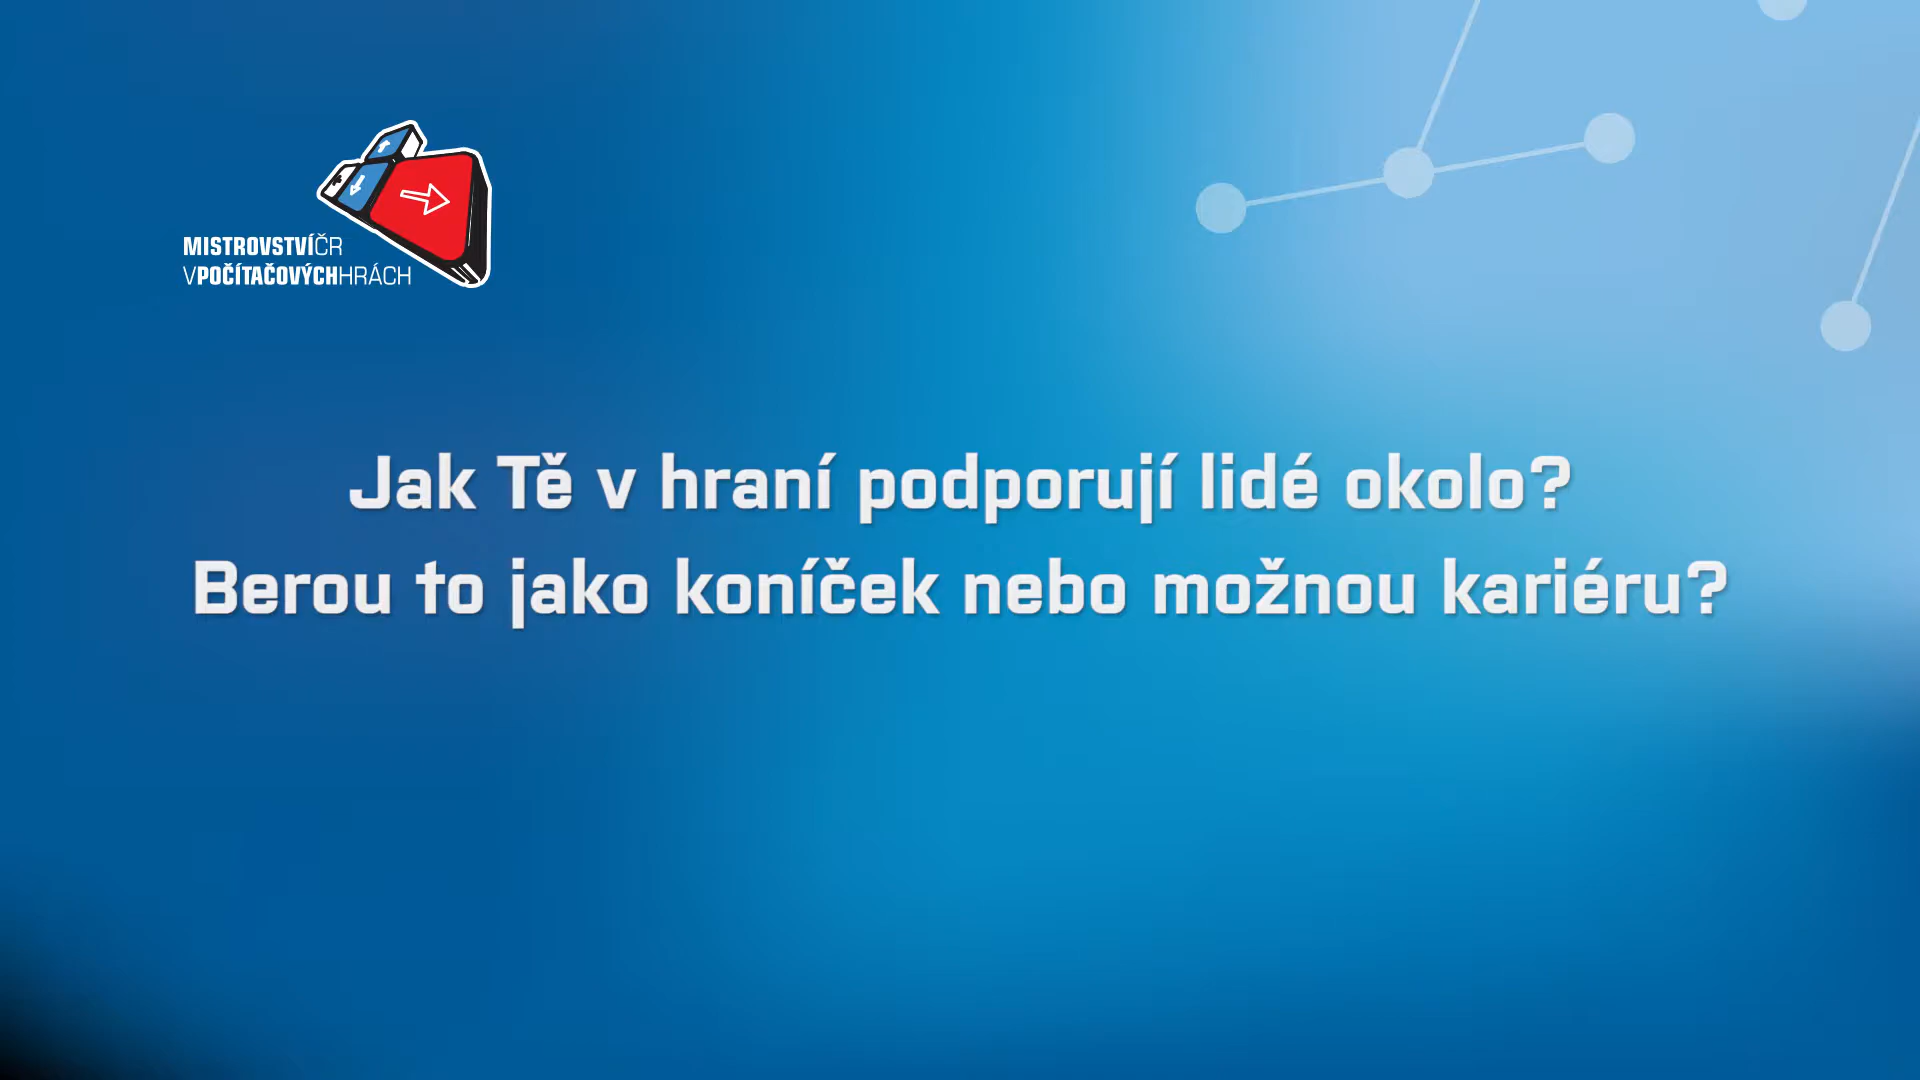 MISTROVSTVÍČR
VPOČÍTAČOVÝCHHRÁCH
Jak Tě v hraní podporují lidé okolo?
Berou to jako koníček nebo možnou kariéru?